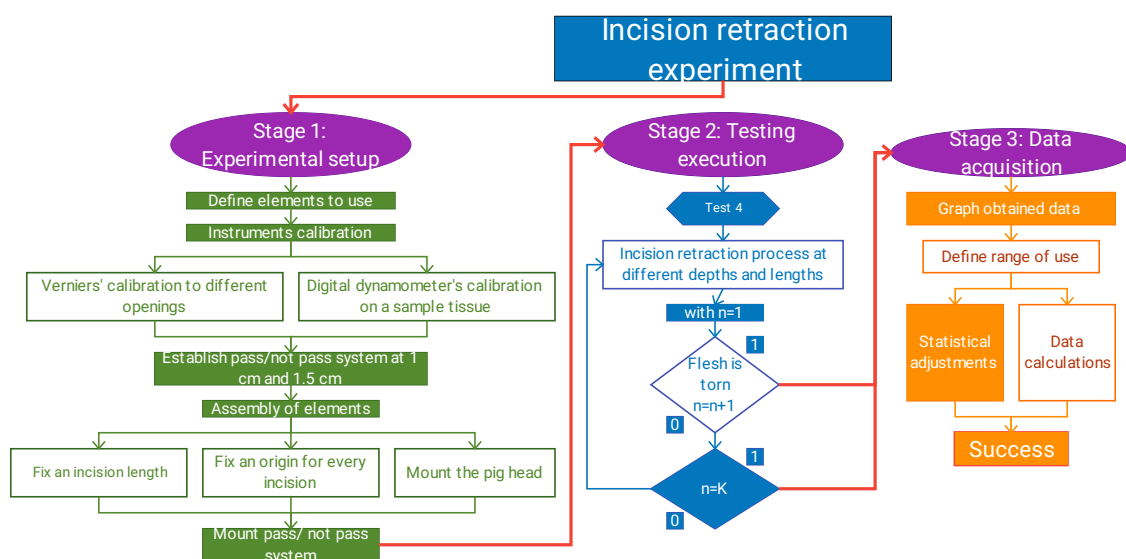 Incision retraction
experiment
Stage 1:
Experimental setup
Define elements to use
Instruments calibration
Verniers' calibration to different
openings
Digital dynamometer's calibration
on a sample tissue
Establish pass/not pass system at 1
cm and 1.5 cm
Assembly of elements
Fix an incision length
Fix an origin for every
incision
Mount the pig head
Mount pass/ not pass
system
Stage 2: Testing
execution
Test 4
Incision retraction process at
different depths and lengths
with n=1
1
Flesh is
torn
n=n+1
0
1
n=K
0
Stage 3: Data
acquisition
Graph obtained data
Define range of use
Statistical
adjustments
Data
calculations
Success